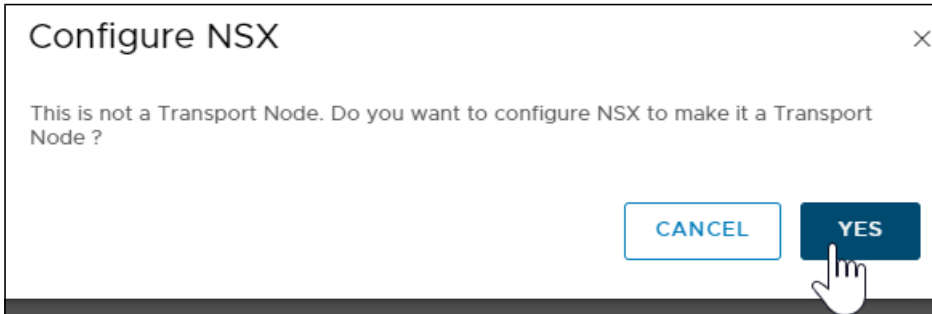 Configure NSX
This is not a Transport Node. Do you want to configure NSX to make it a Transport
Node ?
CANCEL
YES